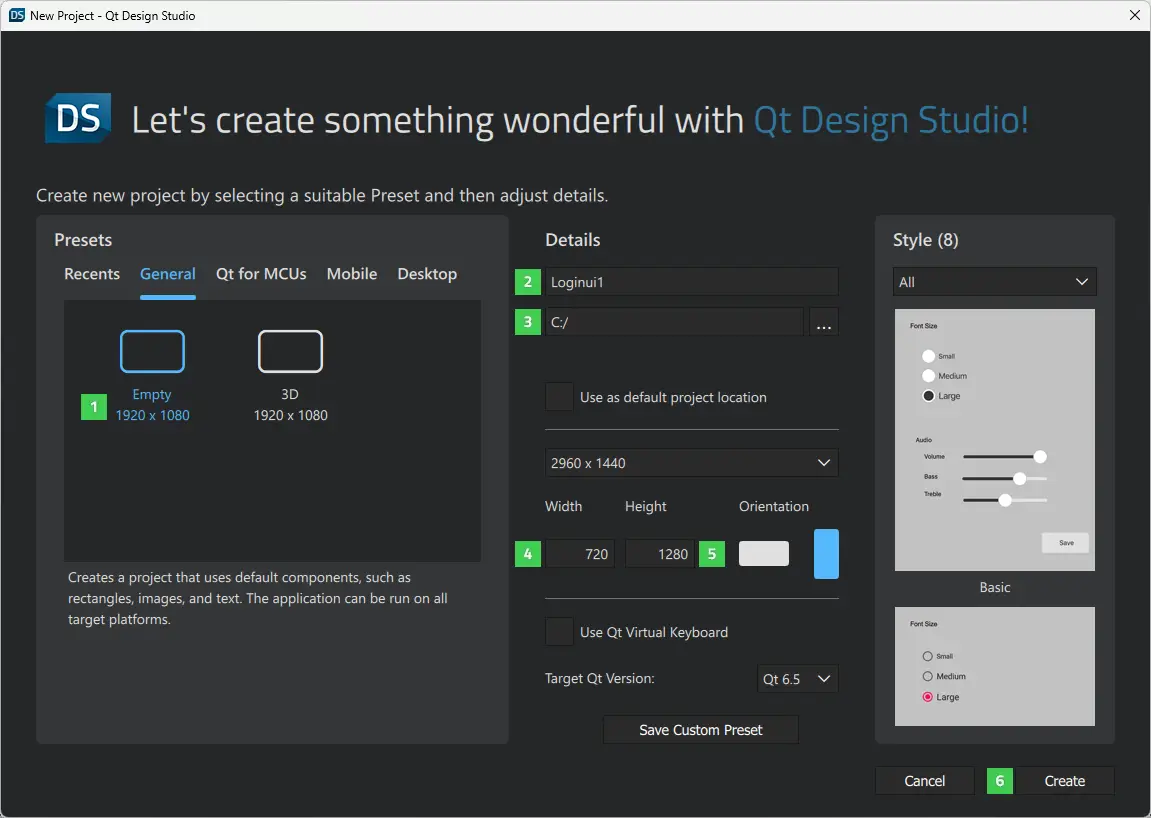 DS New Project - Qt Design Studio
DS Let's create something wonderful with Qt Design Studio!
Create new project by selecting a suitable Preset and then adjust details.
Presets
Recents General Qt for MCUs Mobile Desktop
1 Empty
1920 x 1080
3D
1920 x 1080
Creates a project that uses default components, such as
rectangles, images, and text. The application can be run on all
target platforms.
Details
2 Loginui1
3 C:/ ...
Use as default project location
2960 x 1440
Width Height Orientation
4 720 1280 5
Use Qt Virtual Keyboard
Target Qt Version: Qt 6.5
Save Custom Preset
Style (8)
All
Font Size
Small
Medium
Large
Audio
Volume
Bass
Treble
Save
Basic
Font Size
Small
Medium
Large
Cancel 6 Create